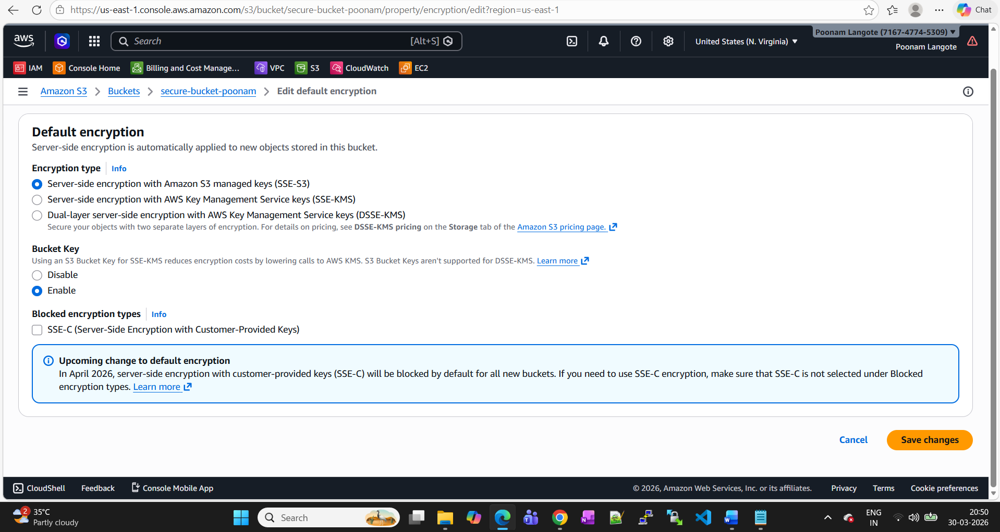 https://us-east-1.console.aws.amazon.com/s3/bucket/secure-bucket-poonam/property/encryption/edit?region=us-east-1
Chat
aws
Search
[Alt+S]
United States (N. Virginia)
Poonam Langote (7167-4774-5309)
Poonam Langote
IAM
Console Home
Billing and Cost Manage...
VPC
S3
CloudWatch
EC2
Amazon S3
Buckets
secure-bucket-poonam
Edit default encryption
Default encryption
Server-side encryption is automatically applied to new objects stored in this bucket.
Encryption type
Info
Server-side encryption with Amazon S3 managed keys (SSE-S3)
Server-side encryption with AWS Key Management Service keys (SSE-KMS)
Dual-layer server-side encryption with AWS Key Management Service keys (DSSE-KMS)
Secure your objects with two separate layers of encryption. For details on pricing, see DSSE-KMS pricing on the Storage tab of the Amazon S3 pricing page.
Bucket Key
Using an S3 Bucket Key for SSE-KMS reduces encryption costs by lowering calls to AWS KMS. S3 Bucket Keys aren't supported for DSSE-KMS. Learn more
Disable
Enable
Blocked encryption types
Info
SSE-C (Server-Side Encryption with Customer-Provided Keys)
Upcoming change to default encryption
In April 2026, server-side encryption with customer-provided keys (SSE-C) will be blocked by default for all new buckets. If you need to use SSE-C encryption, make sure that SSE-C is not selected under Blocked
encryption types. Learn more
Cancel
Save changes
CloudShell
Feedback
Console Mobile App
© 2026, Amazon Web Services, Inc. or its affiliates.
Privacy
Terms
Cookie preferences
2
35°C
Partly cloudy
Search
ENG
IN
20:50
30-03-2026